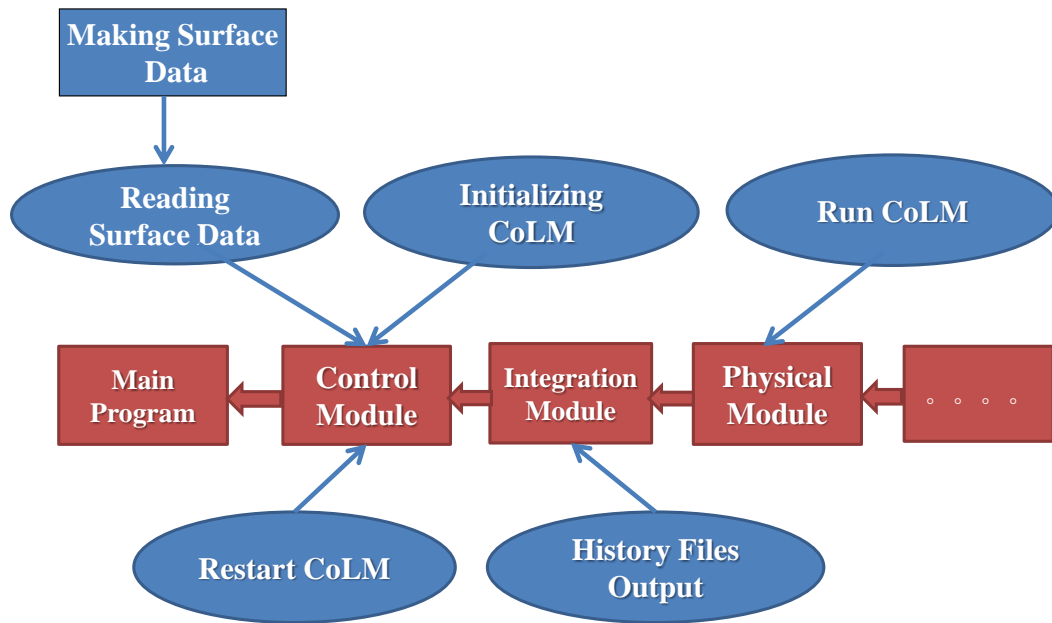 Making Surface
Data
Reading
Surface Data
Initializing
CoLM
Run CoLM
Main
Program
Control
Module
Integration
Module
Physical
Module
。。。。
Restart CoLM
History Files
Output